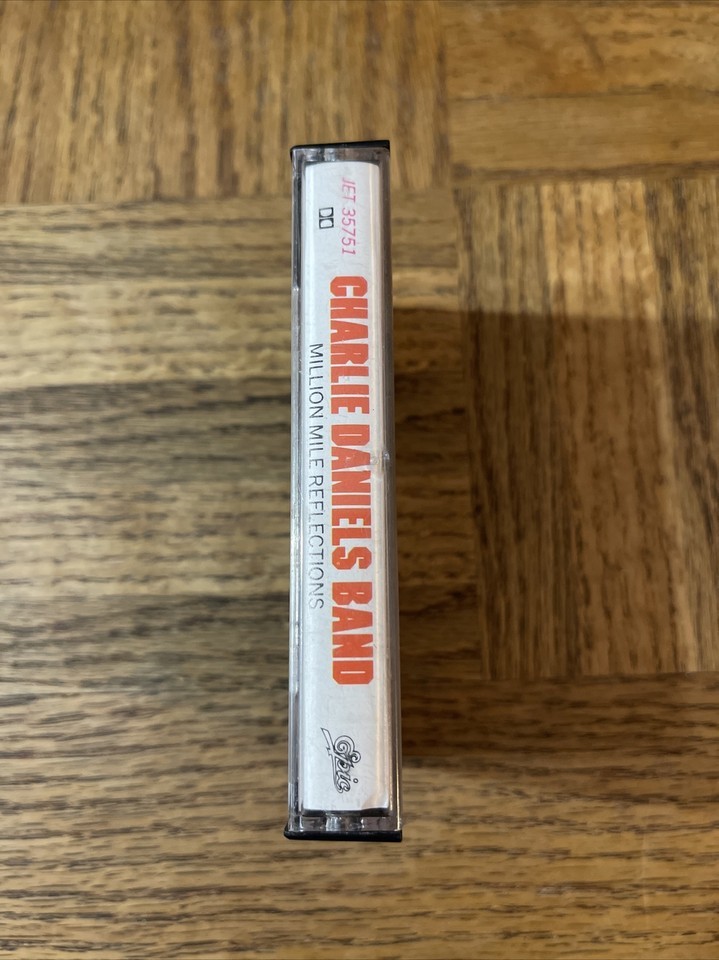 JET 35751
CHARLIE DANIELS BAND
MILLION MILE REFLECTIONS
Epic